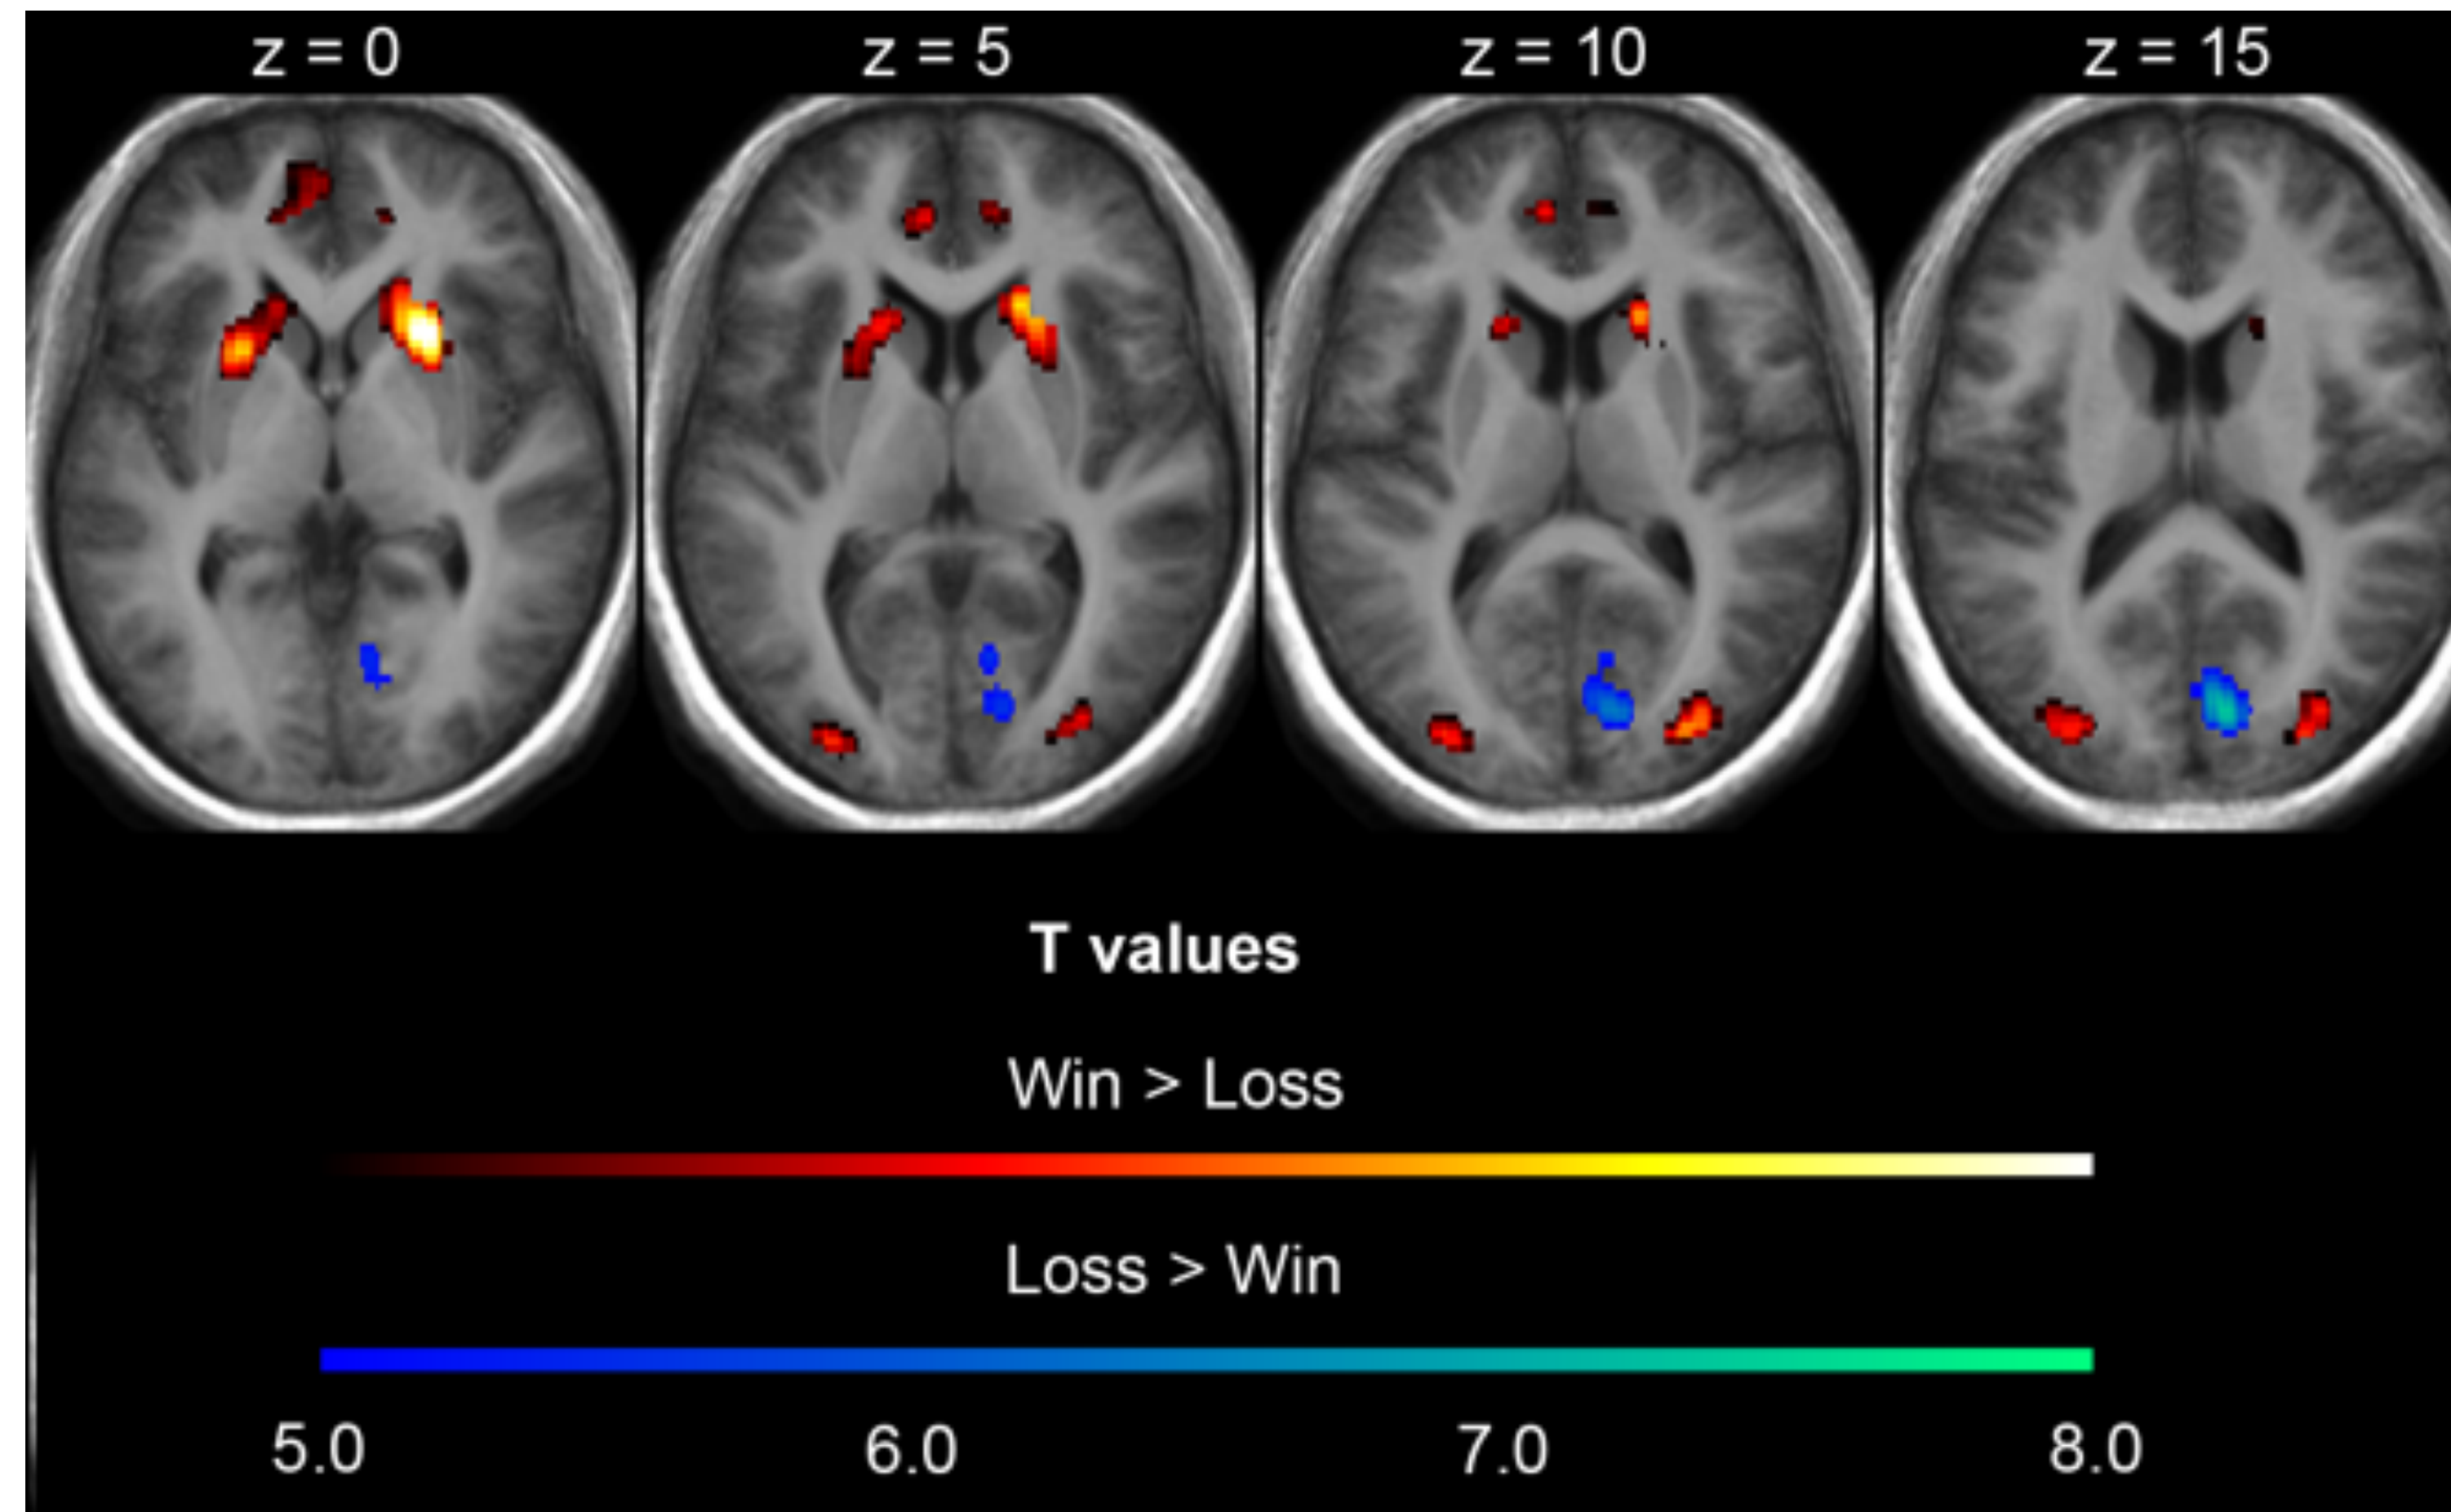 z = 0 z = 5 z = 10 z = 15
T values
Win > Loss
Loss > Win
5.0 6.0 7.0 8.0